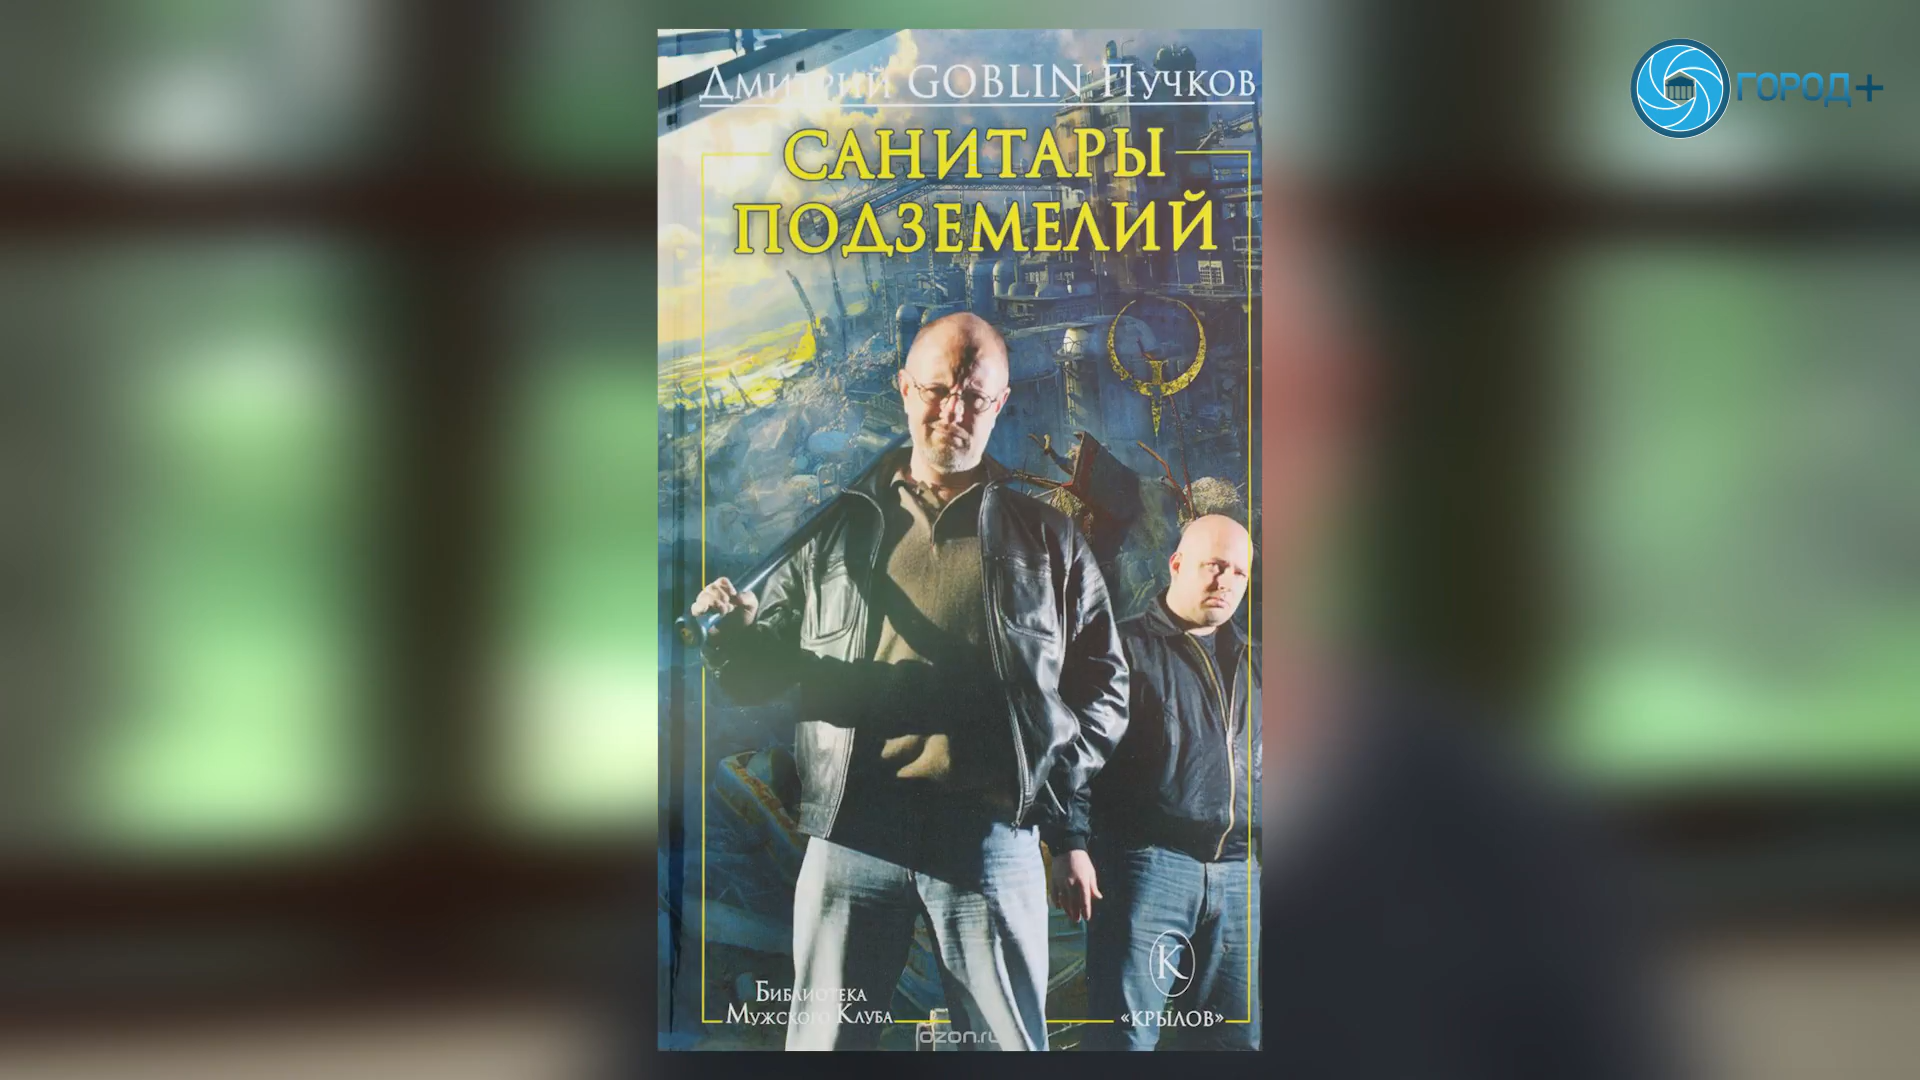 Дмитрий GOBLIN Пучков
САНИТАРЫ
ПОДЗЕМЕЛИЙ
ГОРОД+
Библиотека
Мужского Клуба
К
«КРЫЛОВ»
ozon.ru